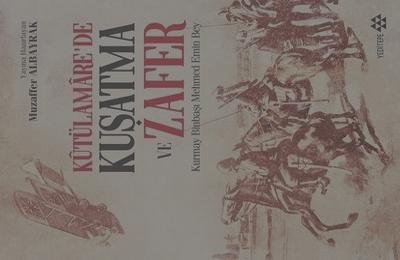 Yayına Hazırlayan
Muzaffer ALBAYRAK
KÛTÜLAMÂRE'DE
KUŞATMA
VE ZAFER
Kurmay Binbaşı Mehmed Emin Bey
YEDİTEPE